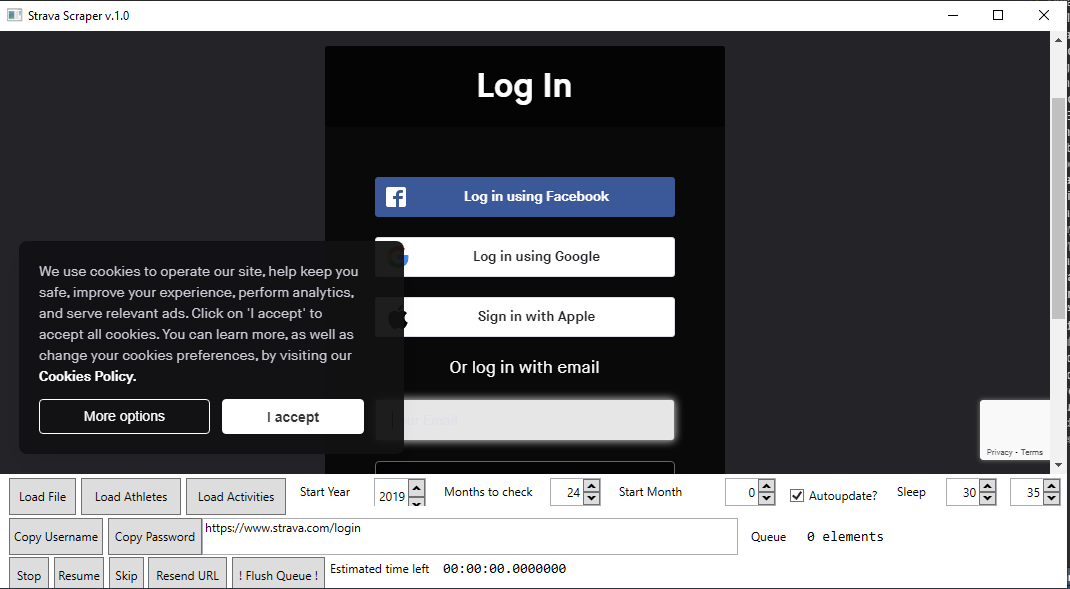 Strava Scraper v.1.0
Log In
Log in using Facebook
Log in using Google
Sign in with Apple
Or log in with email
We use cookies to operate our site, help keep you
safe, improve your experience, perform analytics,
and serve relevant ads. Click on 'I accept' to
accept all cookies. You can learn more, as well as
change your cookies preferences, by visiting our
Cookies Policy.
More options
I accept
Email
Privacy - Terms
Load File
Load Athletes
Load Activities
Start Year
2019
Months to check
24
Start Month
0
Autoupdate?
Sleep
30
35
Copy Username
Copy Password
https://www.strava.com/login
Queue
0 elements
Stop
Resume
Skip
Resend URL
! Flush Queue !
Estimated time left
00:00:00.0000000